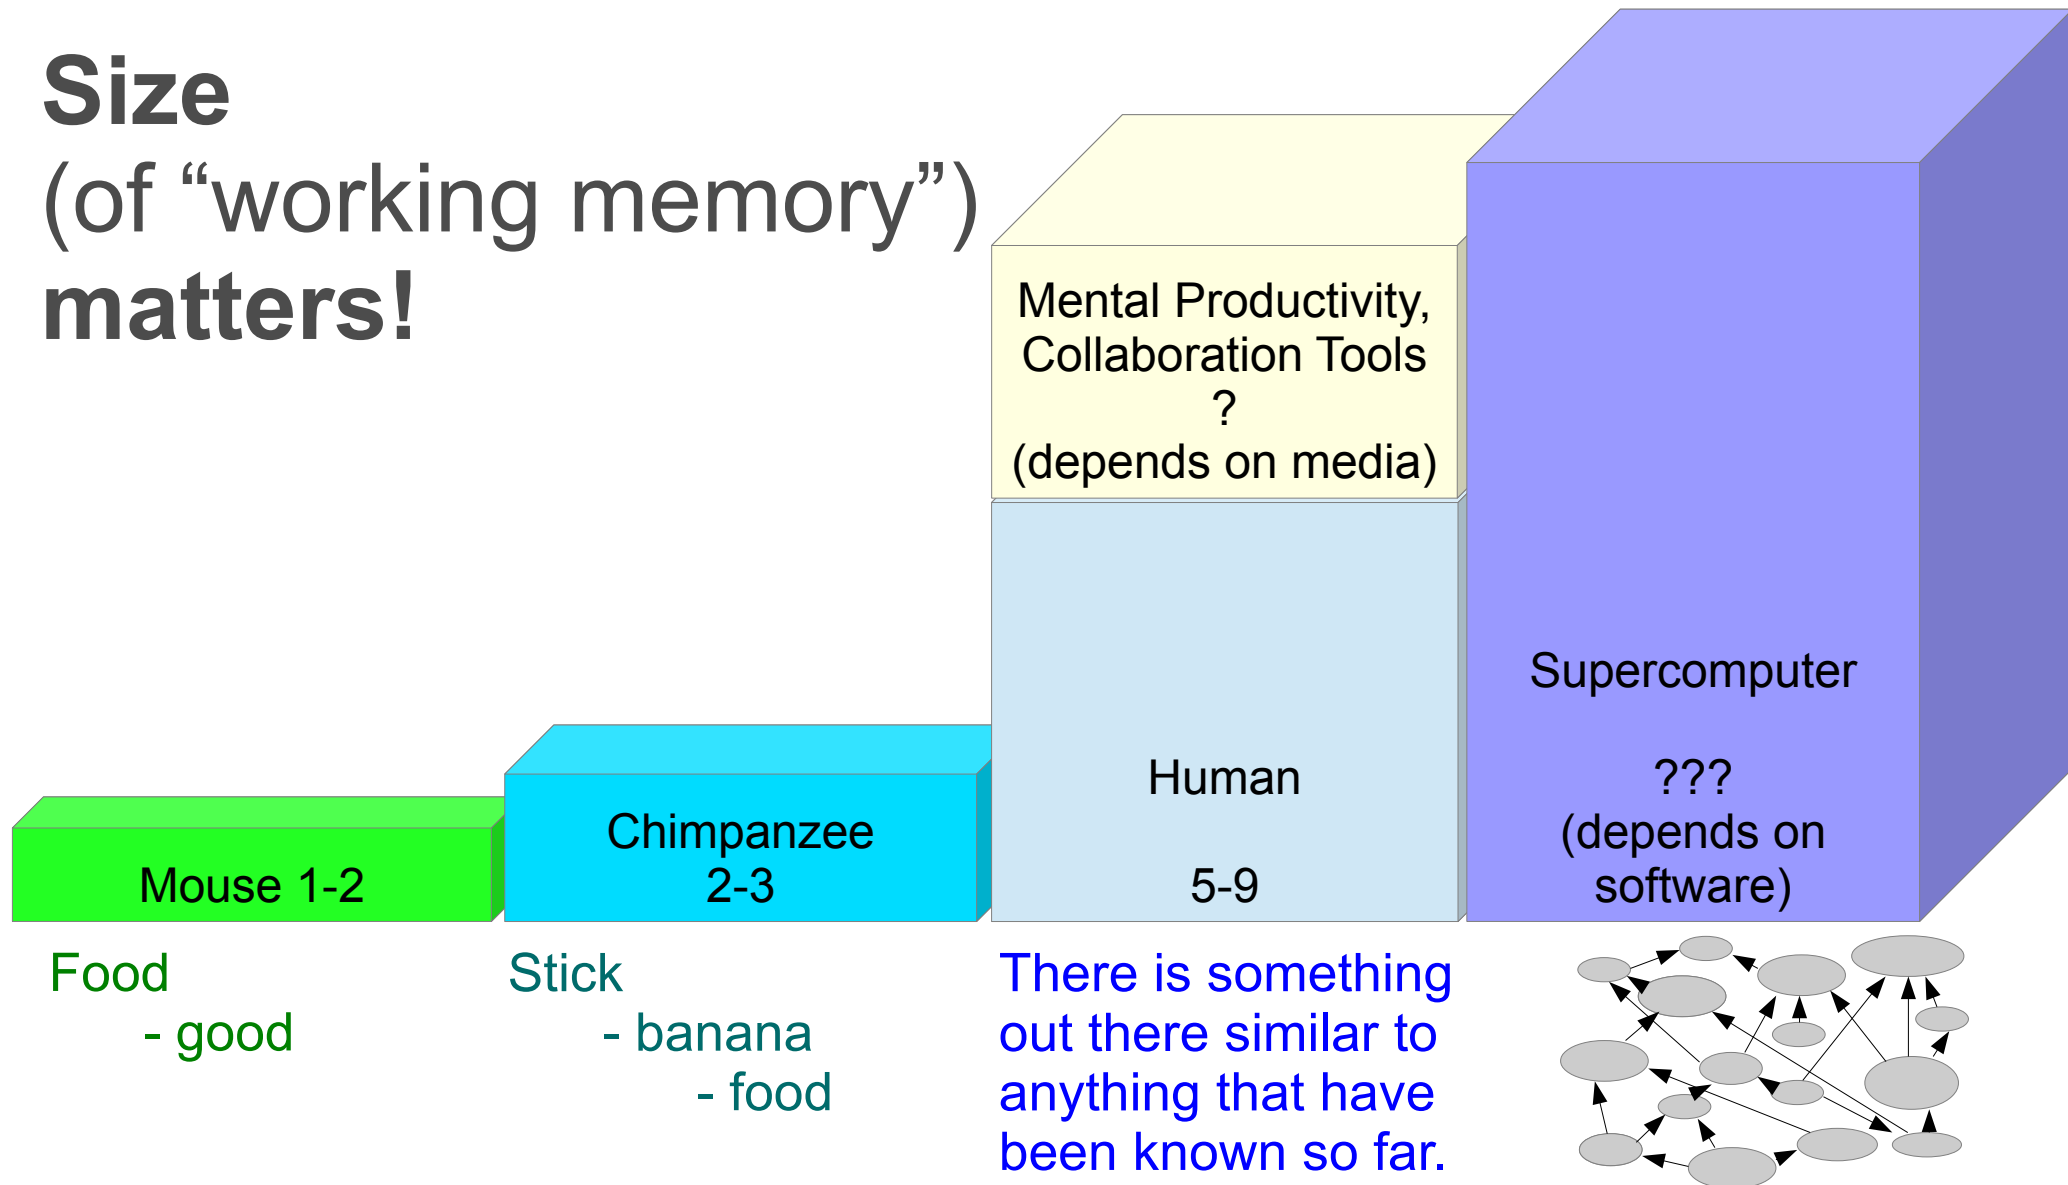 Size
(of “working memory”)
matters!
Mental Productivity,
Collaboration Tools
?
(depends on media)
Supercomputer
???
(depends on
software)
Human
5-9
Chimpanzee
2-3
Mouse 1-2
Food
- good
Stick
- banana
- food
There is something
out there similar to
anything that have
been known so far.